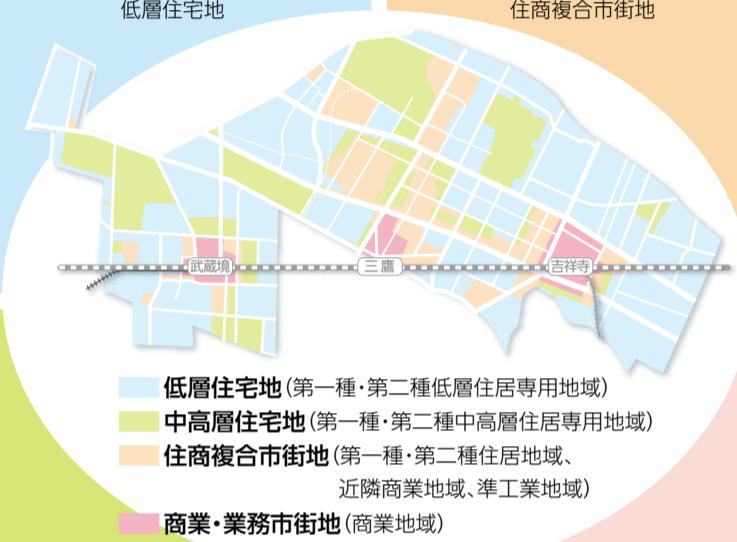 低層住宅地
住商複合市街地
武蔵境
三鷹
吉祥寺
低層住宅地(第一種・第二種低層住居専用地域)
中高層住宅地(第一種・第二種中高層住居専用地域)
住商複合市街地(第一種・第二種住居地域、
近隣商業地域、準工業地域)
商業・業務市街地(商業地域)